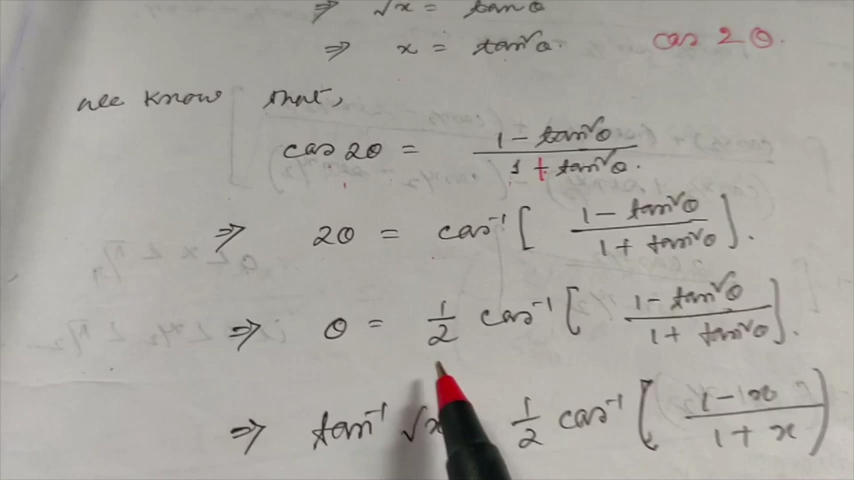 ⇒ √x = tanθ
⇒ x = tan²θ. cos 2θ.
we know that,
cos 2θ = (1 - tan²θ)/(1 + tan²θ).
⇒ 2θ = cos⁻¹[(1 - tan²θ)/(1 + tan²θ)].
⇒ θ = 1/2 cos⁻¹[(1 - tan²θ)/(1 + tan²θ)].
⇒ tan⁻¹ √x 1/2 cos⁻¹[(1 - x)/(1 + x)]